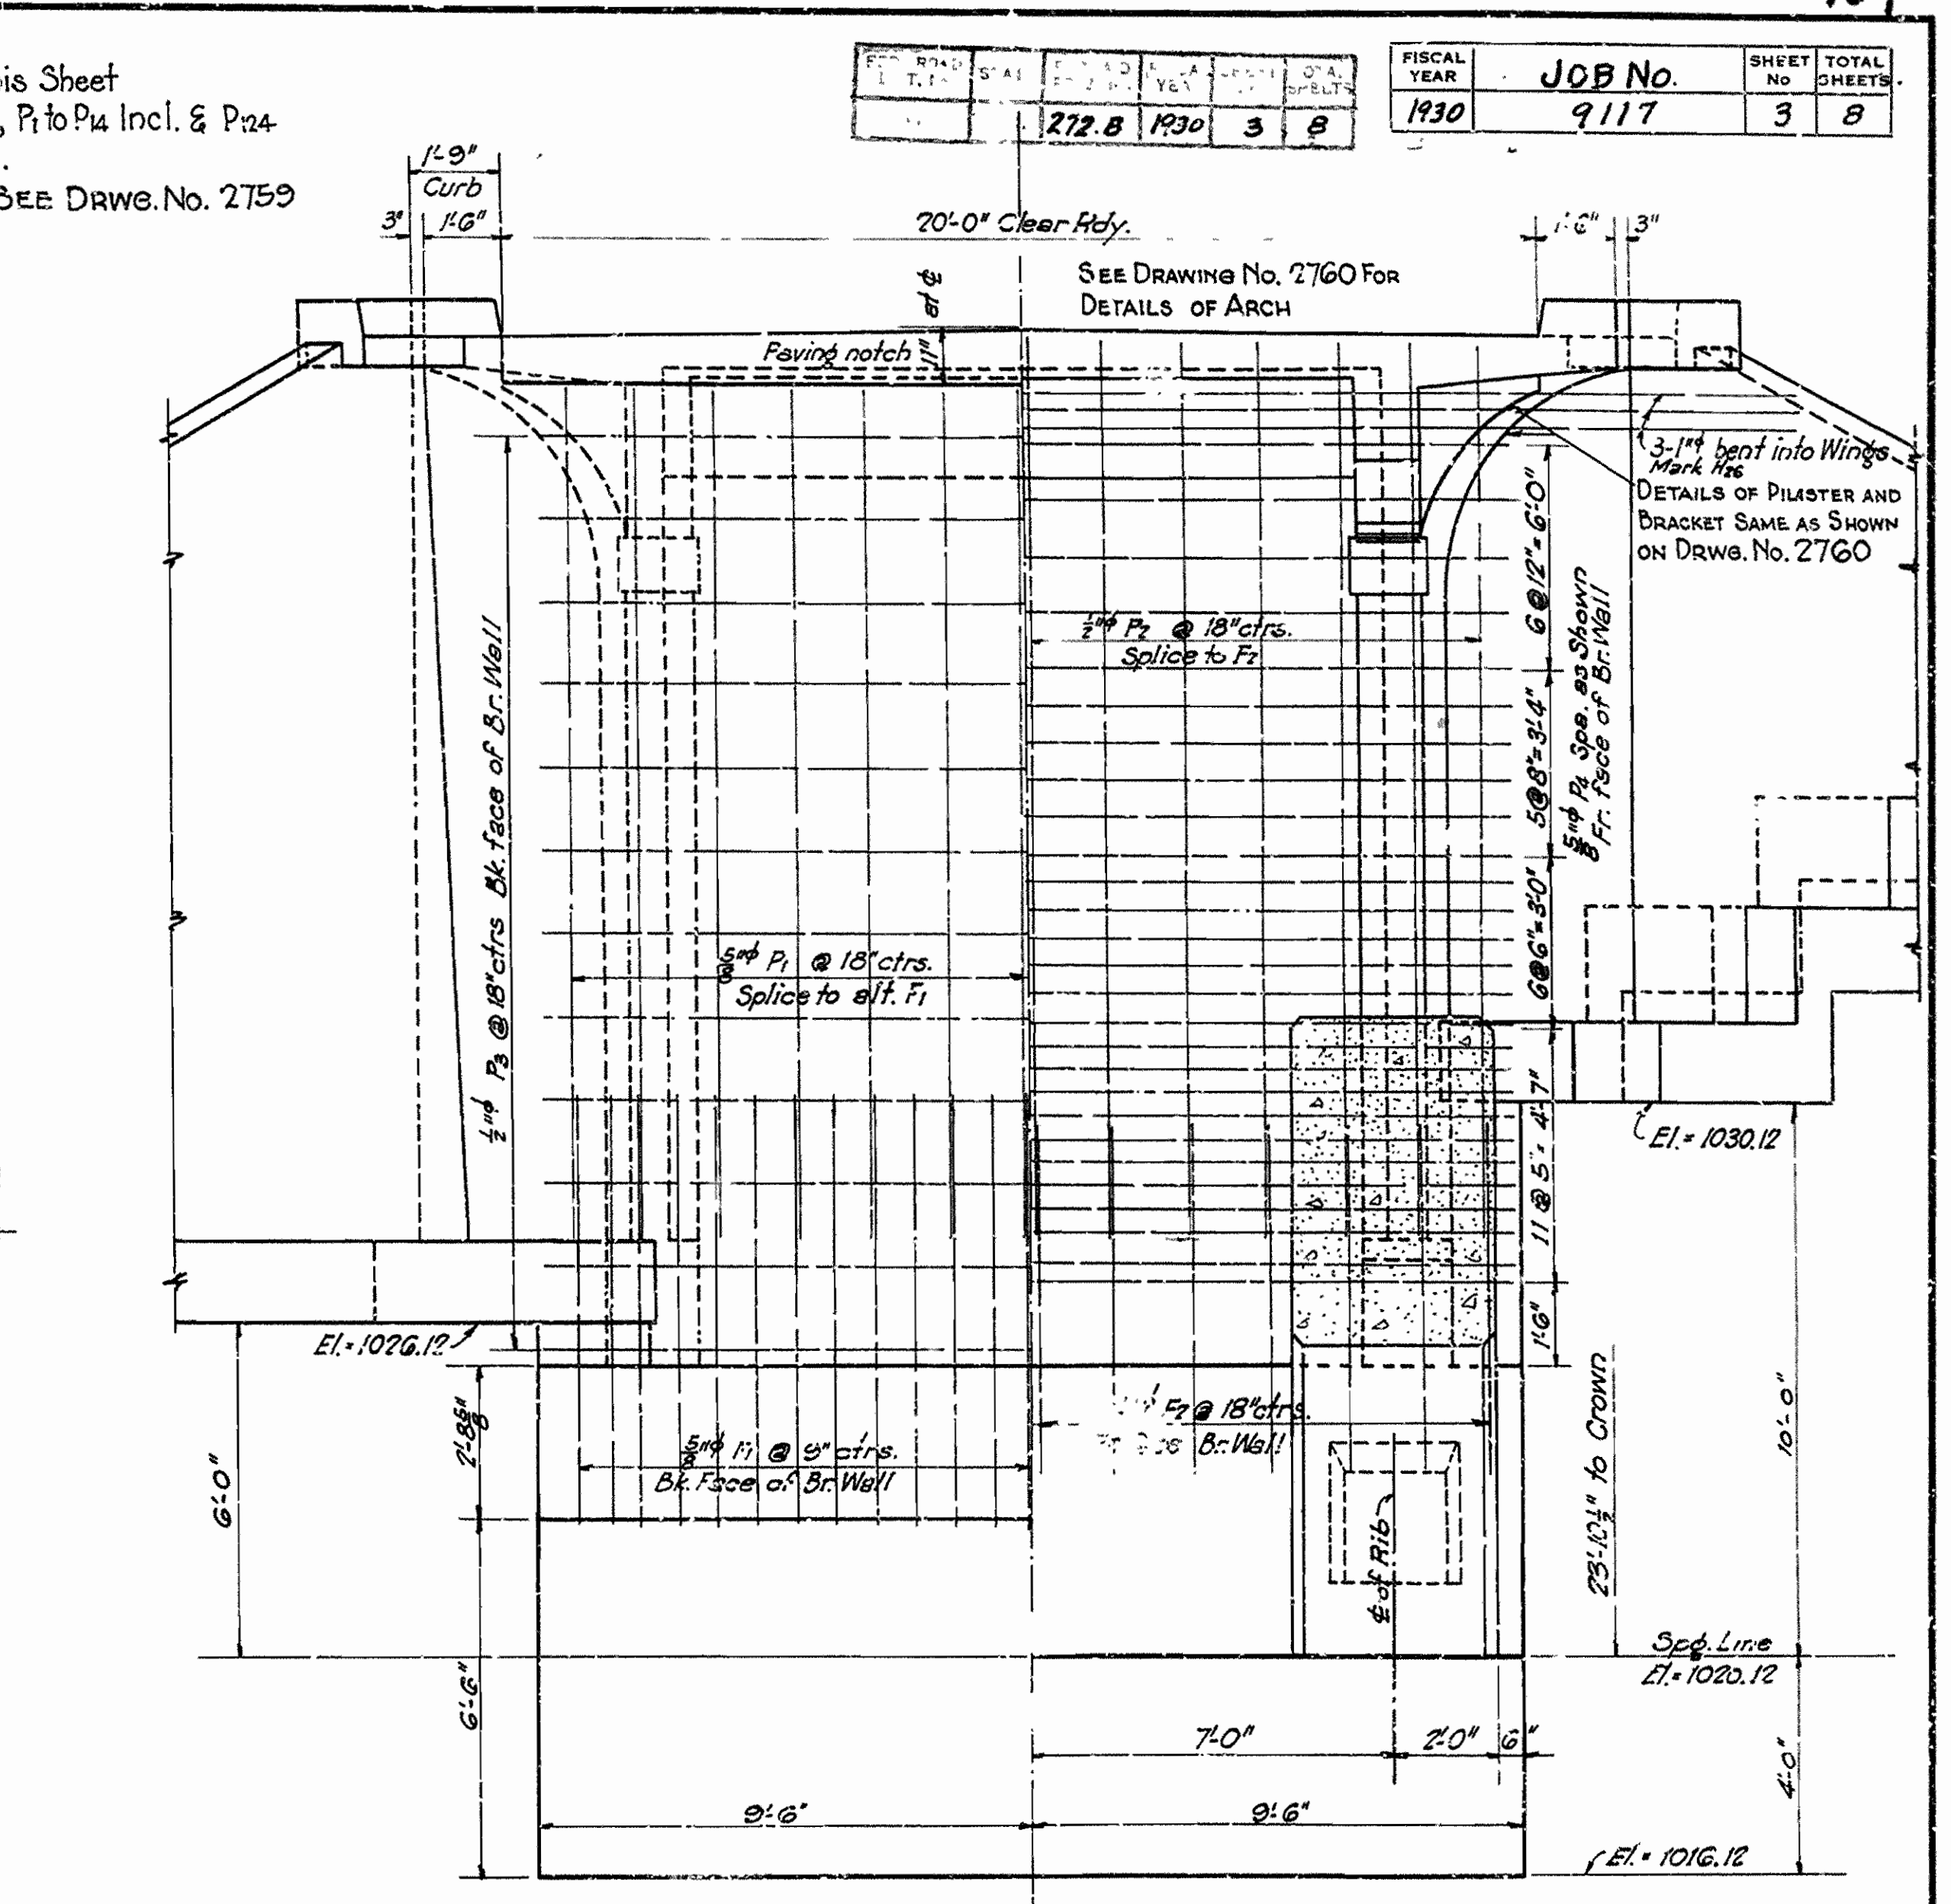 is Sheet
, P1 to P14 Incl. & P124
SEE DRWG. No. 2759
272.B 1930 3 8
FISCAL YEAR
JOB No.
SHEET No
TOTAL SHEETS.
1930 9117 3 8
1'-9"
Curb
3" 1'-6"
20'-0" Clear Rdy.
1'-6" 3"
SEE DRAWING No. 2760 FOR
DETAILS OF ARCH
11" at ℄
Paving notch
3-1"ϕ bent into Wings
Mark H26
DETAILS OF PILASTER AND
BRACKET SAME AS SHOWN
ON DRWG. No. 2760
6@12"=6'-0"
5@8"=3'-4"
6@6"=3'-0"
11@5"=4'-7"
1'-6"
5/8"ϕ P4 Spa. as Shown
Fr. face of Br. Wall
1/2"ϕ P2 @ 18" ctrs.
Splice to F2
1/2"ϕ P3 @ 18" ctrs Bk. face of Br. Wall
5/8"ϕ P1 @ 18" ctrs.
Splice to alt. F1
El.= 1030.12
El.= 1026.12
2'-8 5/8"
6'-0"
F2 @ 18" ctrs.
Br. Wall
5/8"ϕ F1 @ 9" ctrs.
Bk. Face of Br. Wall
℄ of Rib
23'-10 1/2" to Crown
10'-0"
Spg. Line
El.= 1020.12
6'-6"
7'-0" 2'-0" 6"
4'-0"
9'-6" 9'-6"
El.= 1016.12